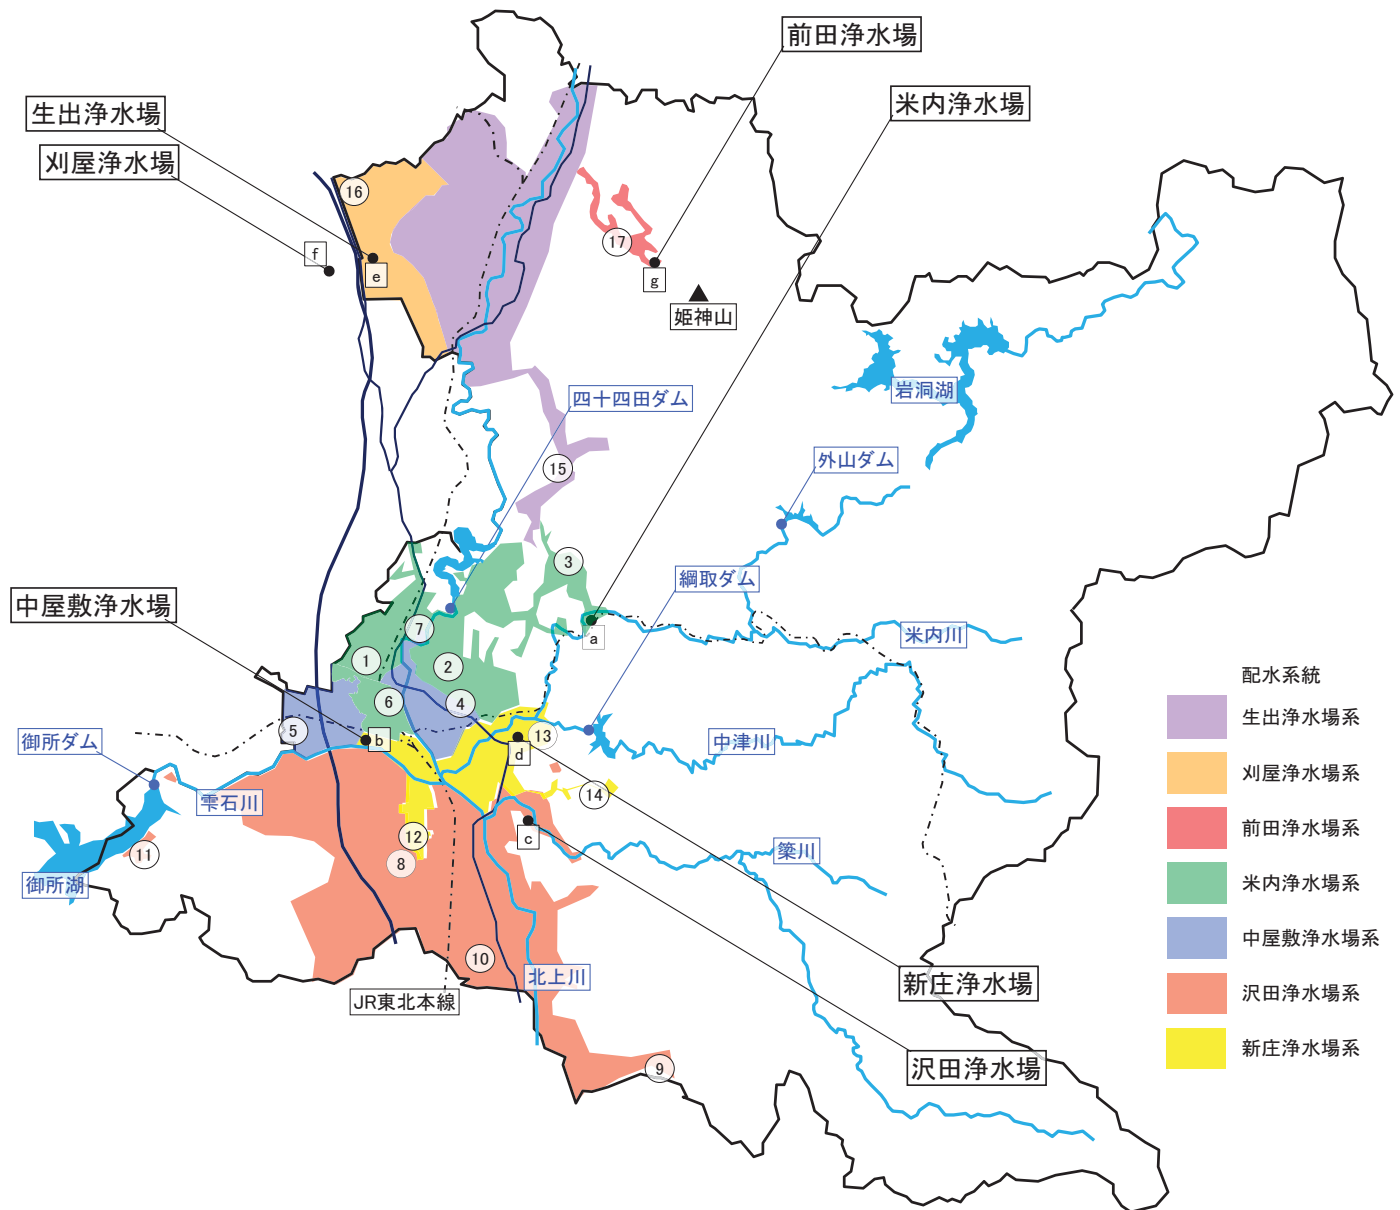 前田浄水場
生出浄水場
米内浄水場
刈屋浄水場
16
17
f
e
g
姫神山
四十四田ダム
岩洞湖
外山ダム
15
3
綱取ダム
中屋敷浄水場
7
a
米内川
1
2
配水系統
6
4
生出浄水場系
5
b
13
御所ダム
d
中津川
刈屋浄水場系
14
雫石川
12
c
前田浄水場系
11
8
簗川
御所湖
米内浄水場系
中屋敷浄水場系
10
北上川
新庄浄水場
沢田浄水場系
JR東北本線
新庄浄水場系
9
沢田浄水場